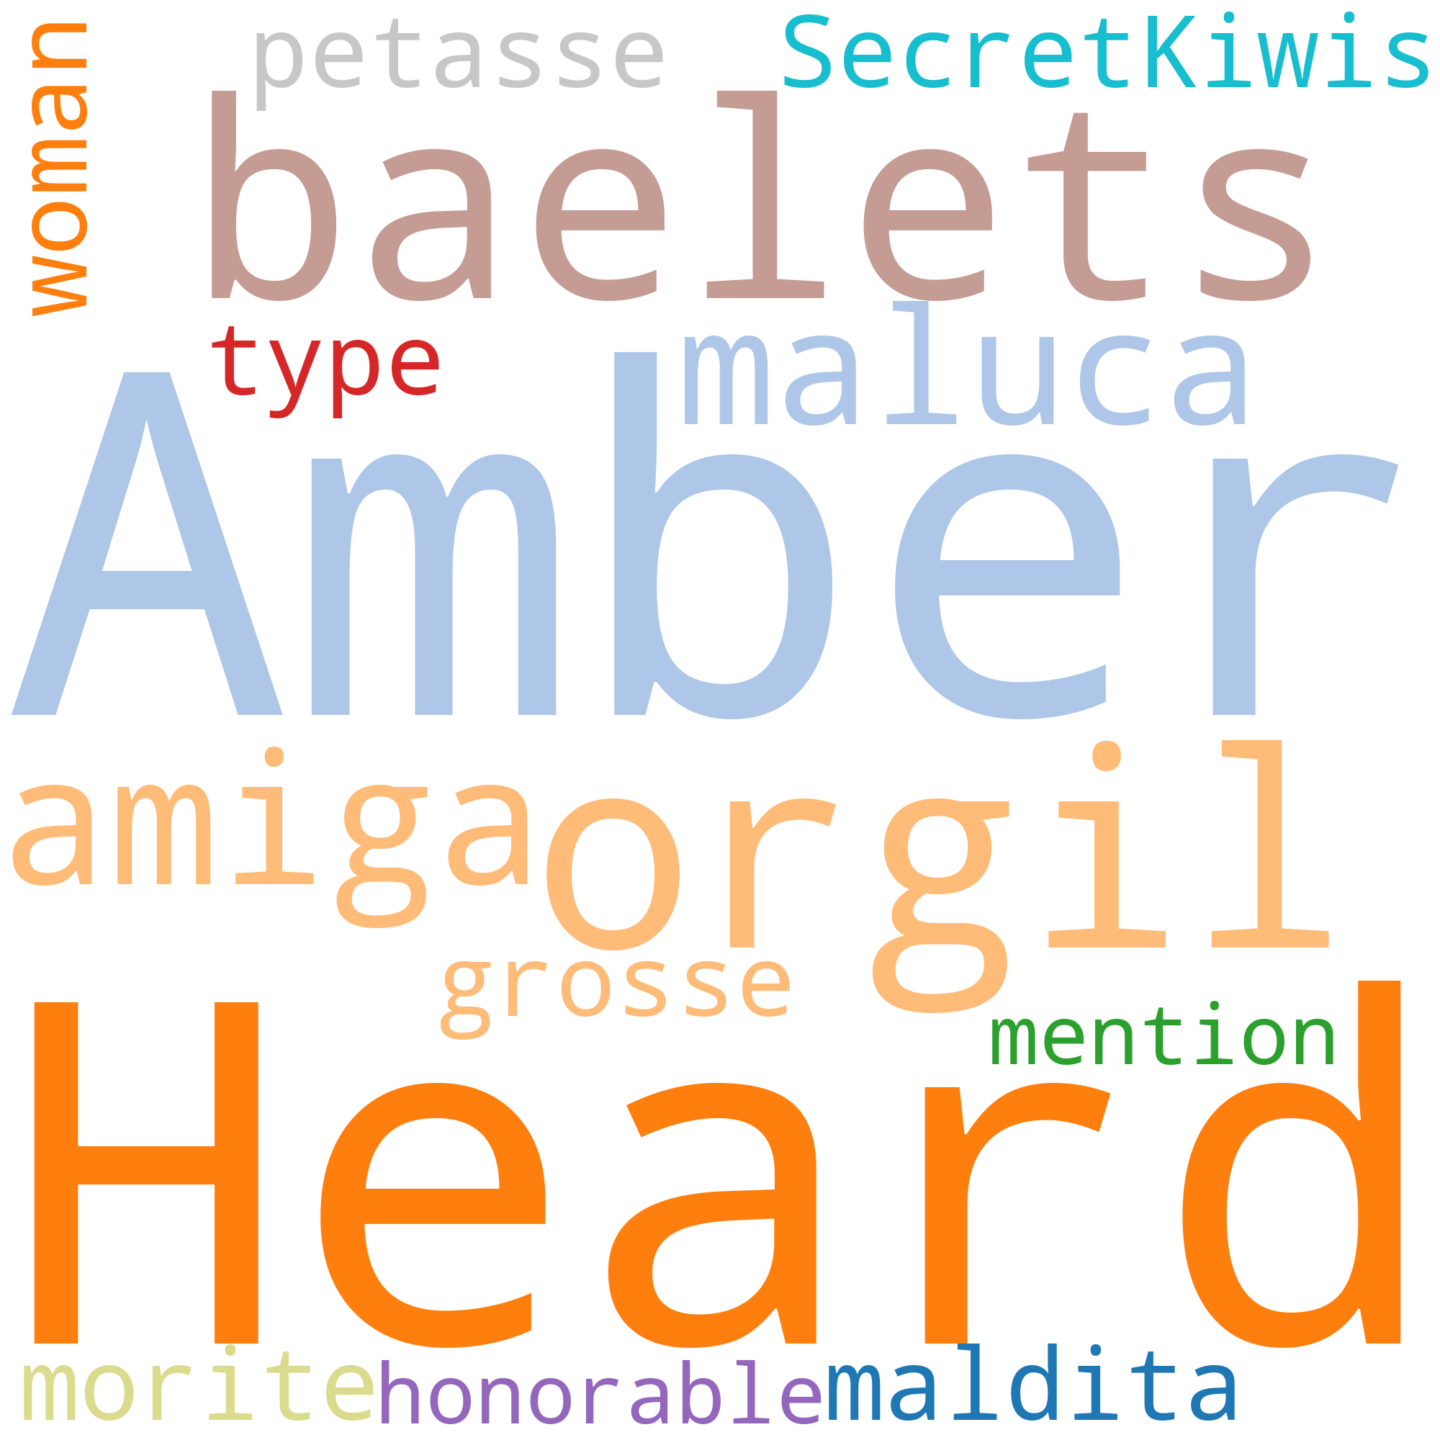 petasse
SecretKiwis
woman
baelets
type
maluca
Amber
amiga
orgil
grosse
mention
Heard
morite
honorable
maldita